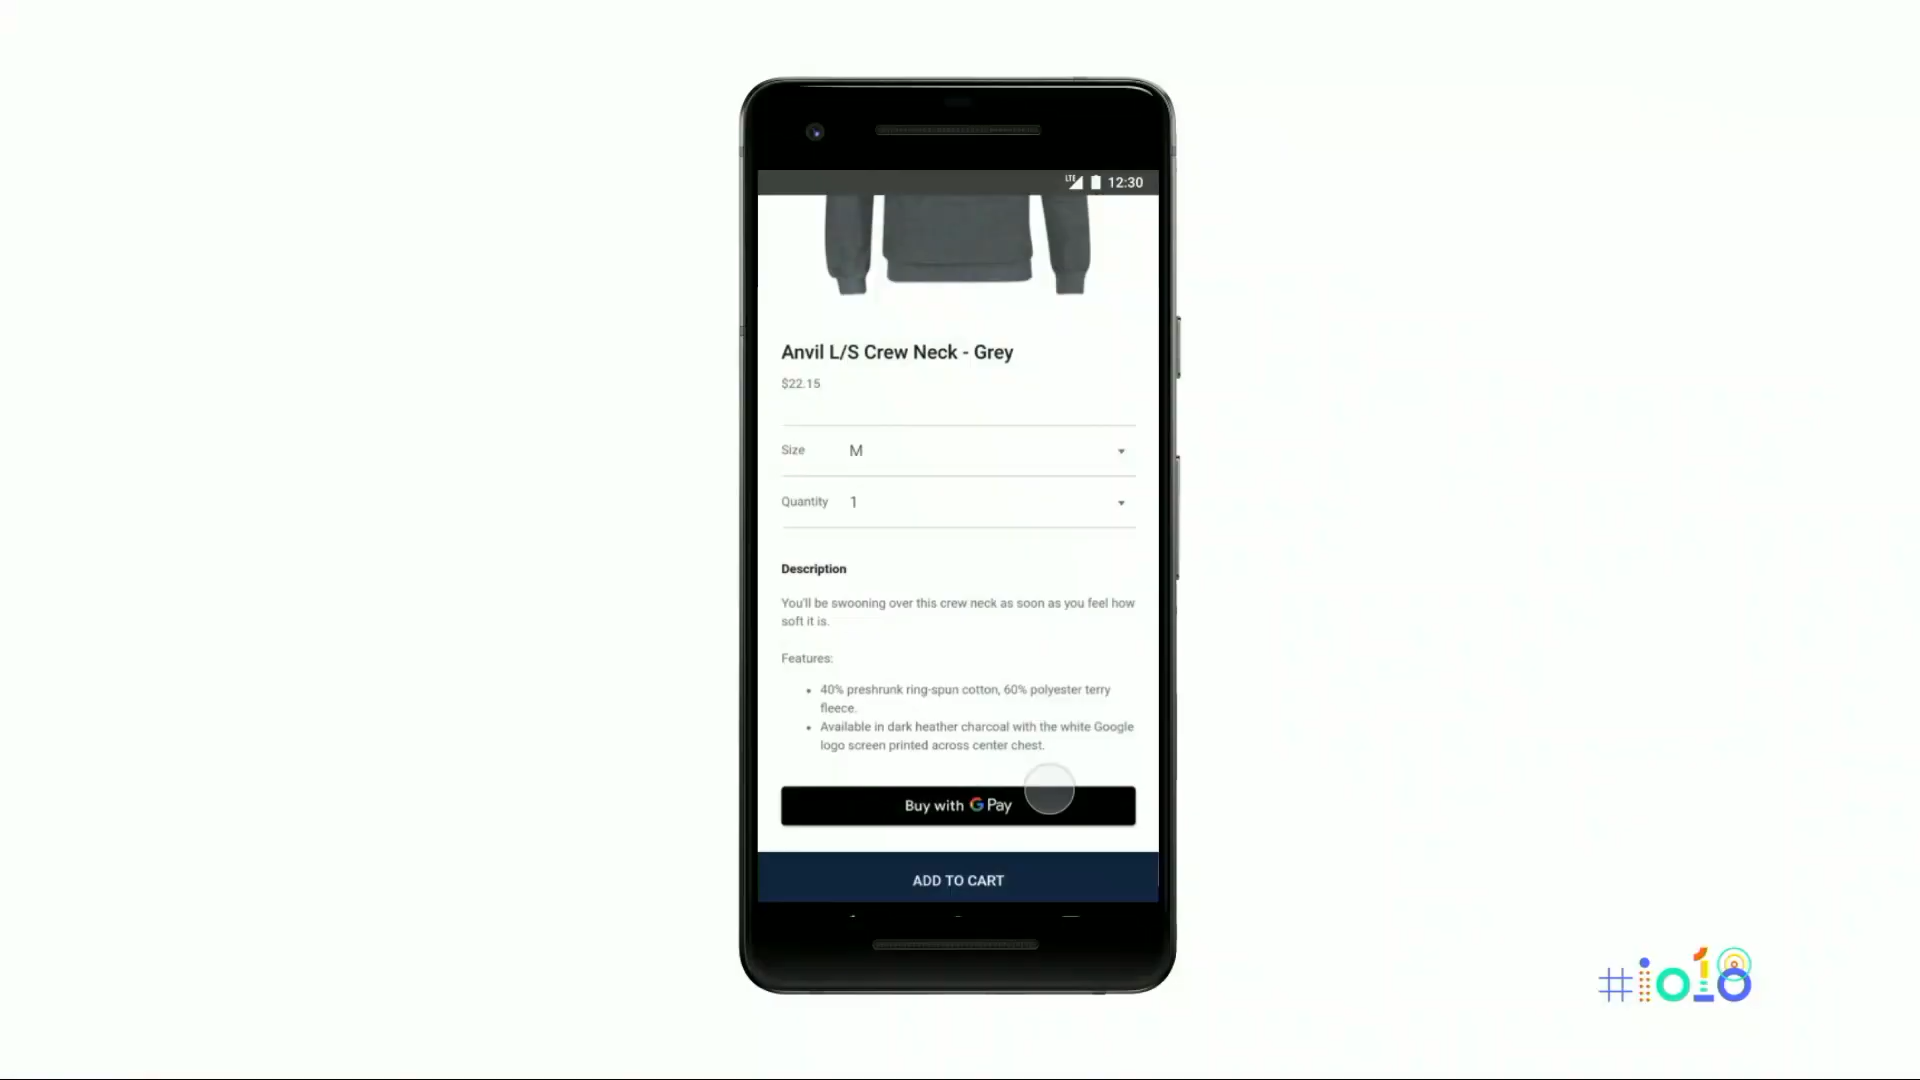 LTE 12:30
Anvil L/S Crew Neck - Grey
$22.15
Size M
Quantity 1
Description
You'll be swooning over this crew neck as soon as you feel how
soft it is.
Features:
• 40% preshrunk ring-spun cotton, 60% polyester terry
fleece.
• Available in dark heather charcoal with the white Google
logo screen printed across center chest.
Buy with G Pay
ADD TO CART
#io18